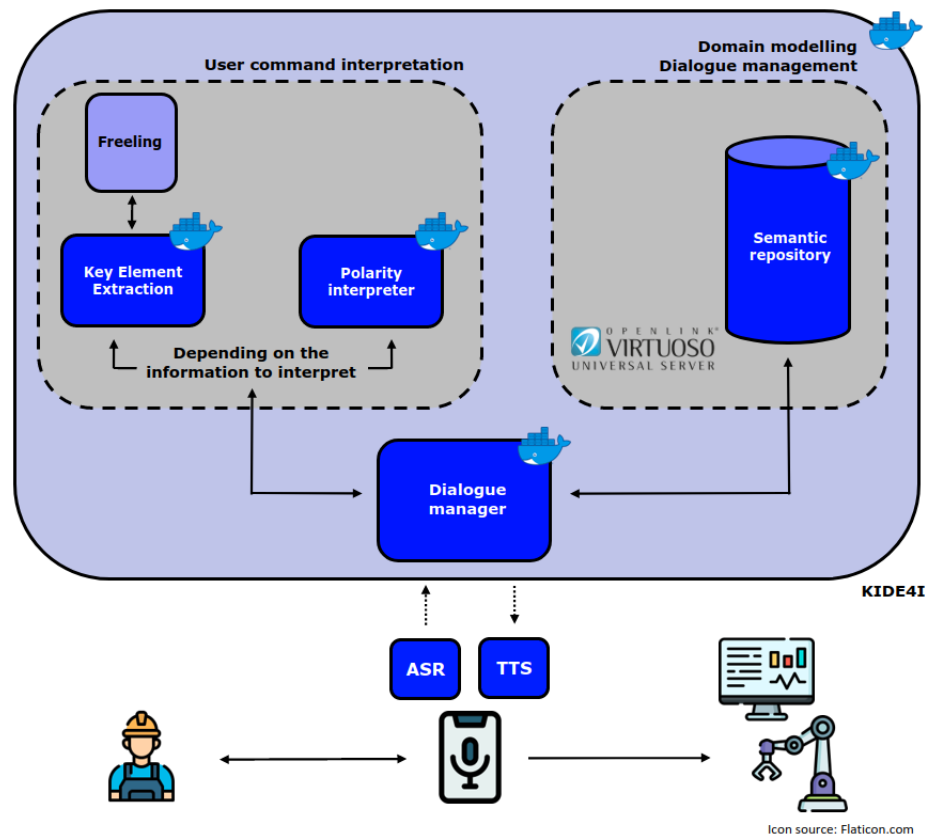 User command interpretation
Domain modelling
Dialogue management
Freeling
Key Element
Extraction
Polarity
interpreter
Depending on the
information to interpret
Semantic
repository
OPENLINK
VIRTUOSO
UNIVERSAL SERVER
Dialogue
manager
KIDE4I
ASR
TTS
Icon source: Flaticon.com